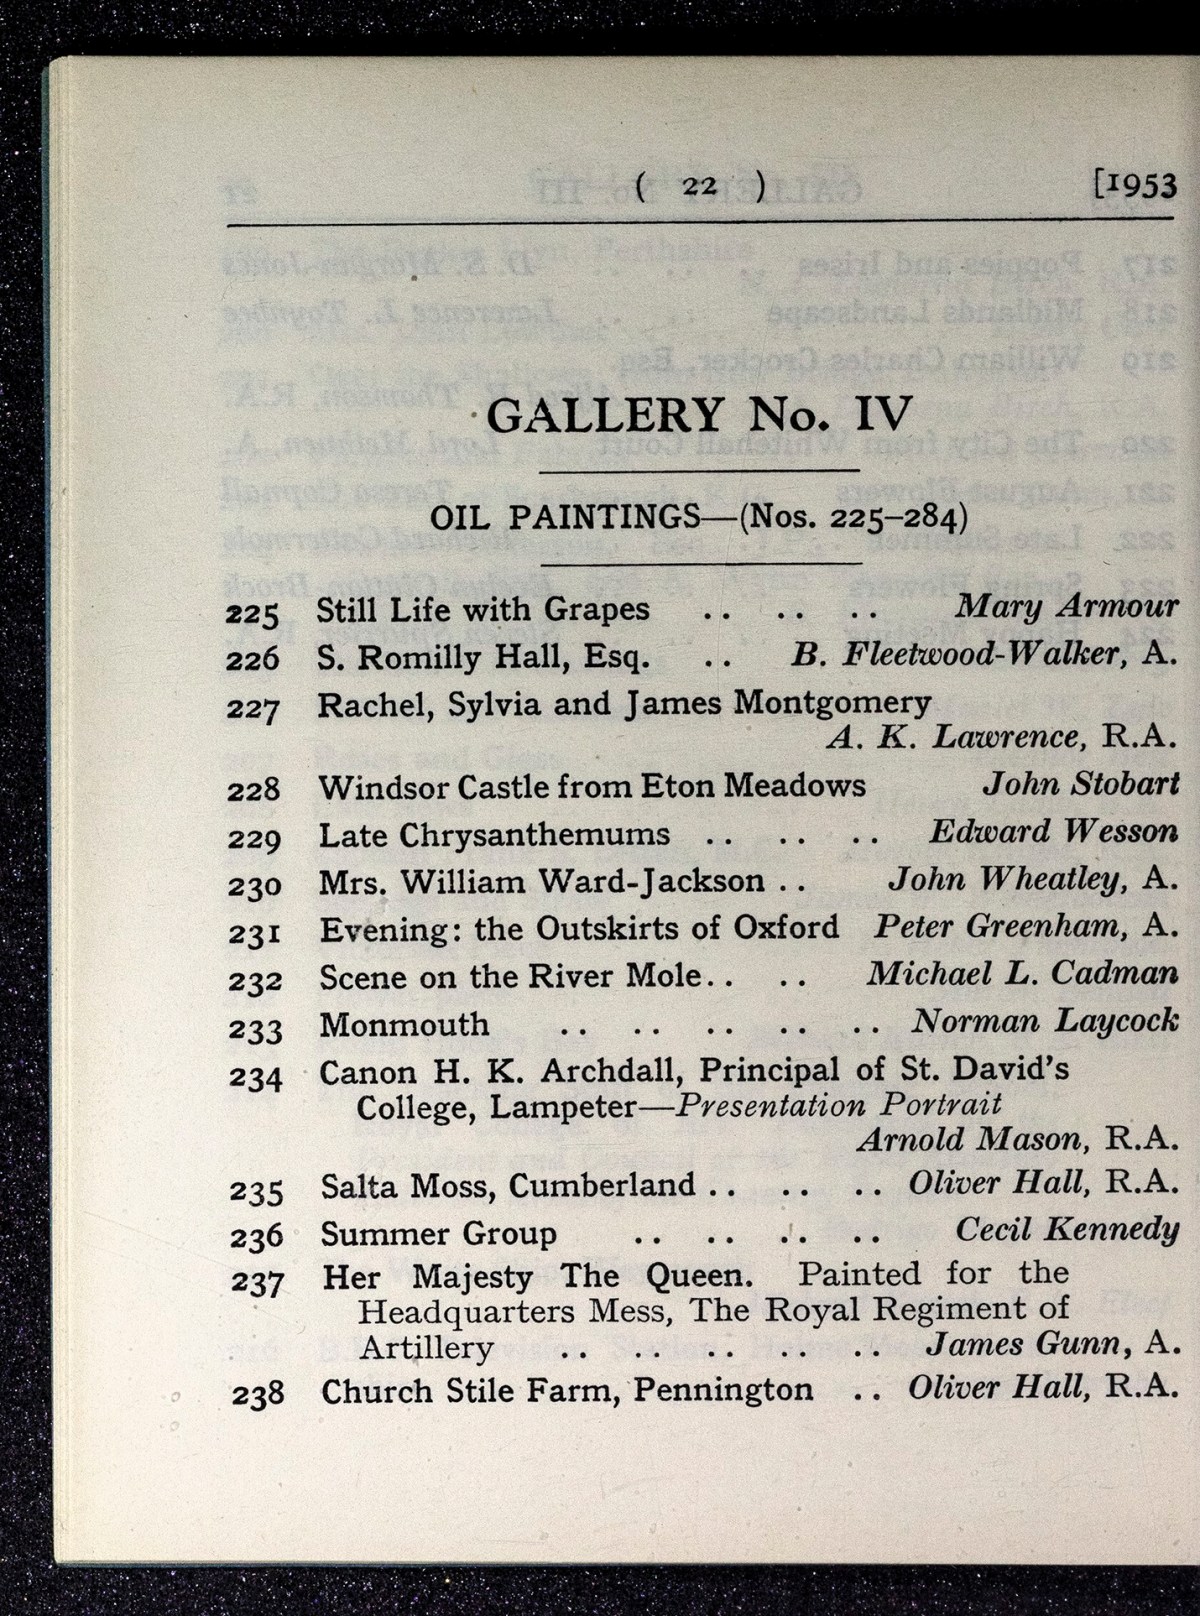 ( 22 ) [1953
GALLERY No. IV
OIL PAINTINGS—(Nos. 225–284)
225 Still Life with Grapes .. .. .. Mary Armour
226 S. Romilly Hall, Esq. .. B. Fleetwood-Walker, A.
227 Rachel, Sylvia and James Montgomery
A. K. Lawrence, R.A.
228 Windsor Castle from Eton Meadows John Stobart
229 Late Chrysanthemums .. .. .. Edward Wesson
230 Mrs. William Ward-Jackson .. John Wheatley, A.
231 Evening: the Outskirts of Oxford Peter Greenham, A.
232 Scene on the River Mole .. .. Michael L. Cadman
233 Monmouth .. .. .. .. .. Norman Laycock
234 Canon H. K. Archdall, Principal of St. David's
College, Lampeter—Presentation Portrait
Arnold Mason, R.A.
235 Salta Moss, Cumberland .. .. .. Oliver Hall, R.A.
236 Summer Group .. .. .. .. Cecil Kennedy
237 Her Majesty The Queen. Painted for the
Headquarters Mess, The Royal Regiment of
Artillery .. .. .. .. .. James Gunn, A.
238 Church Stile Farm, Pennington .. Oliver Hall, R.A.